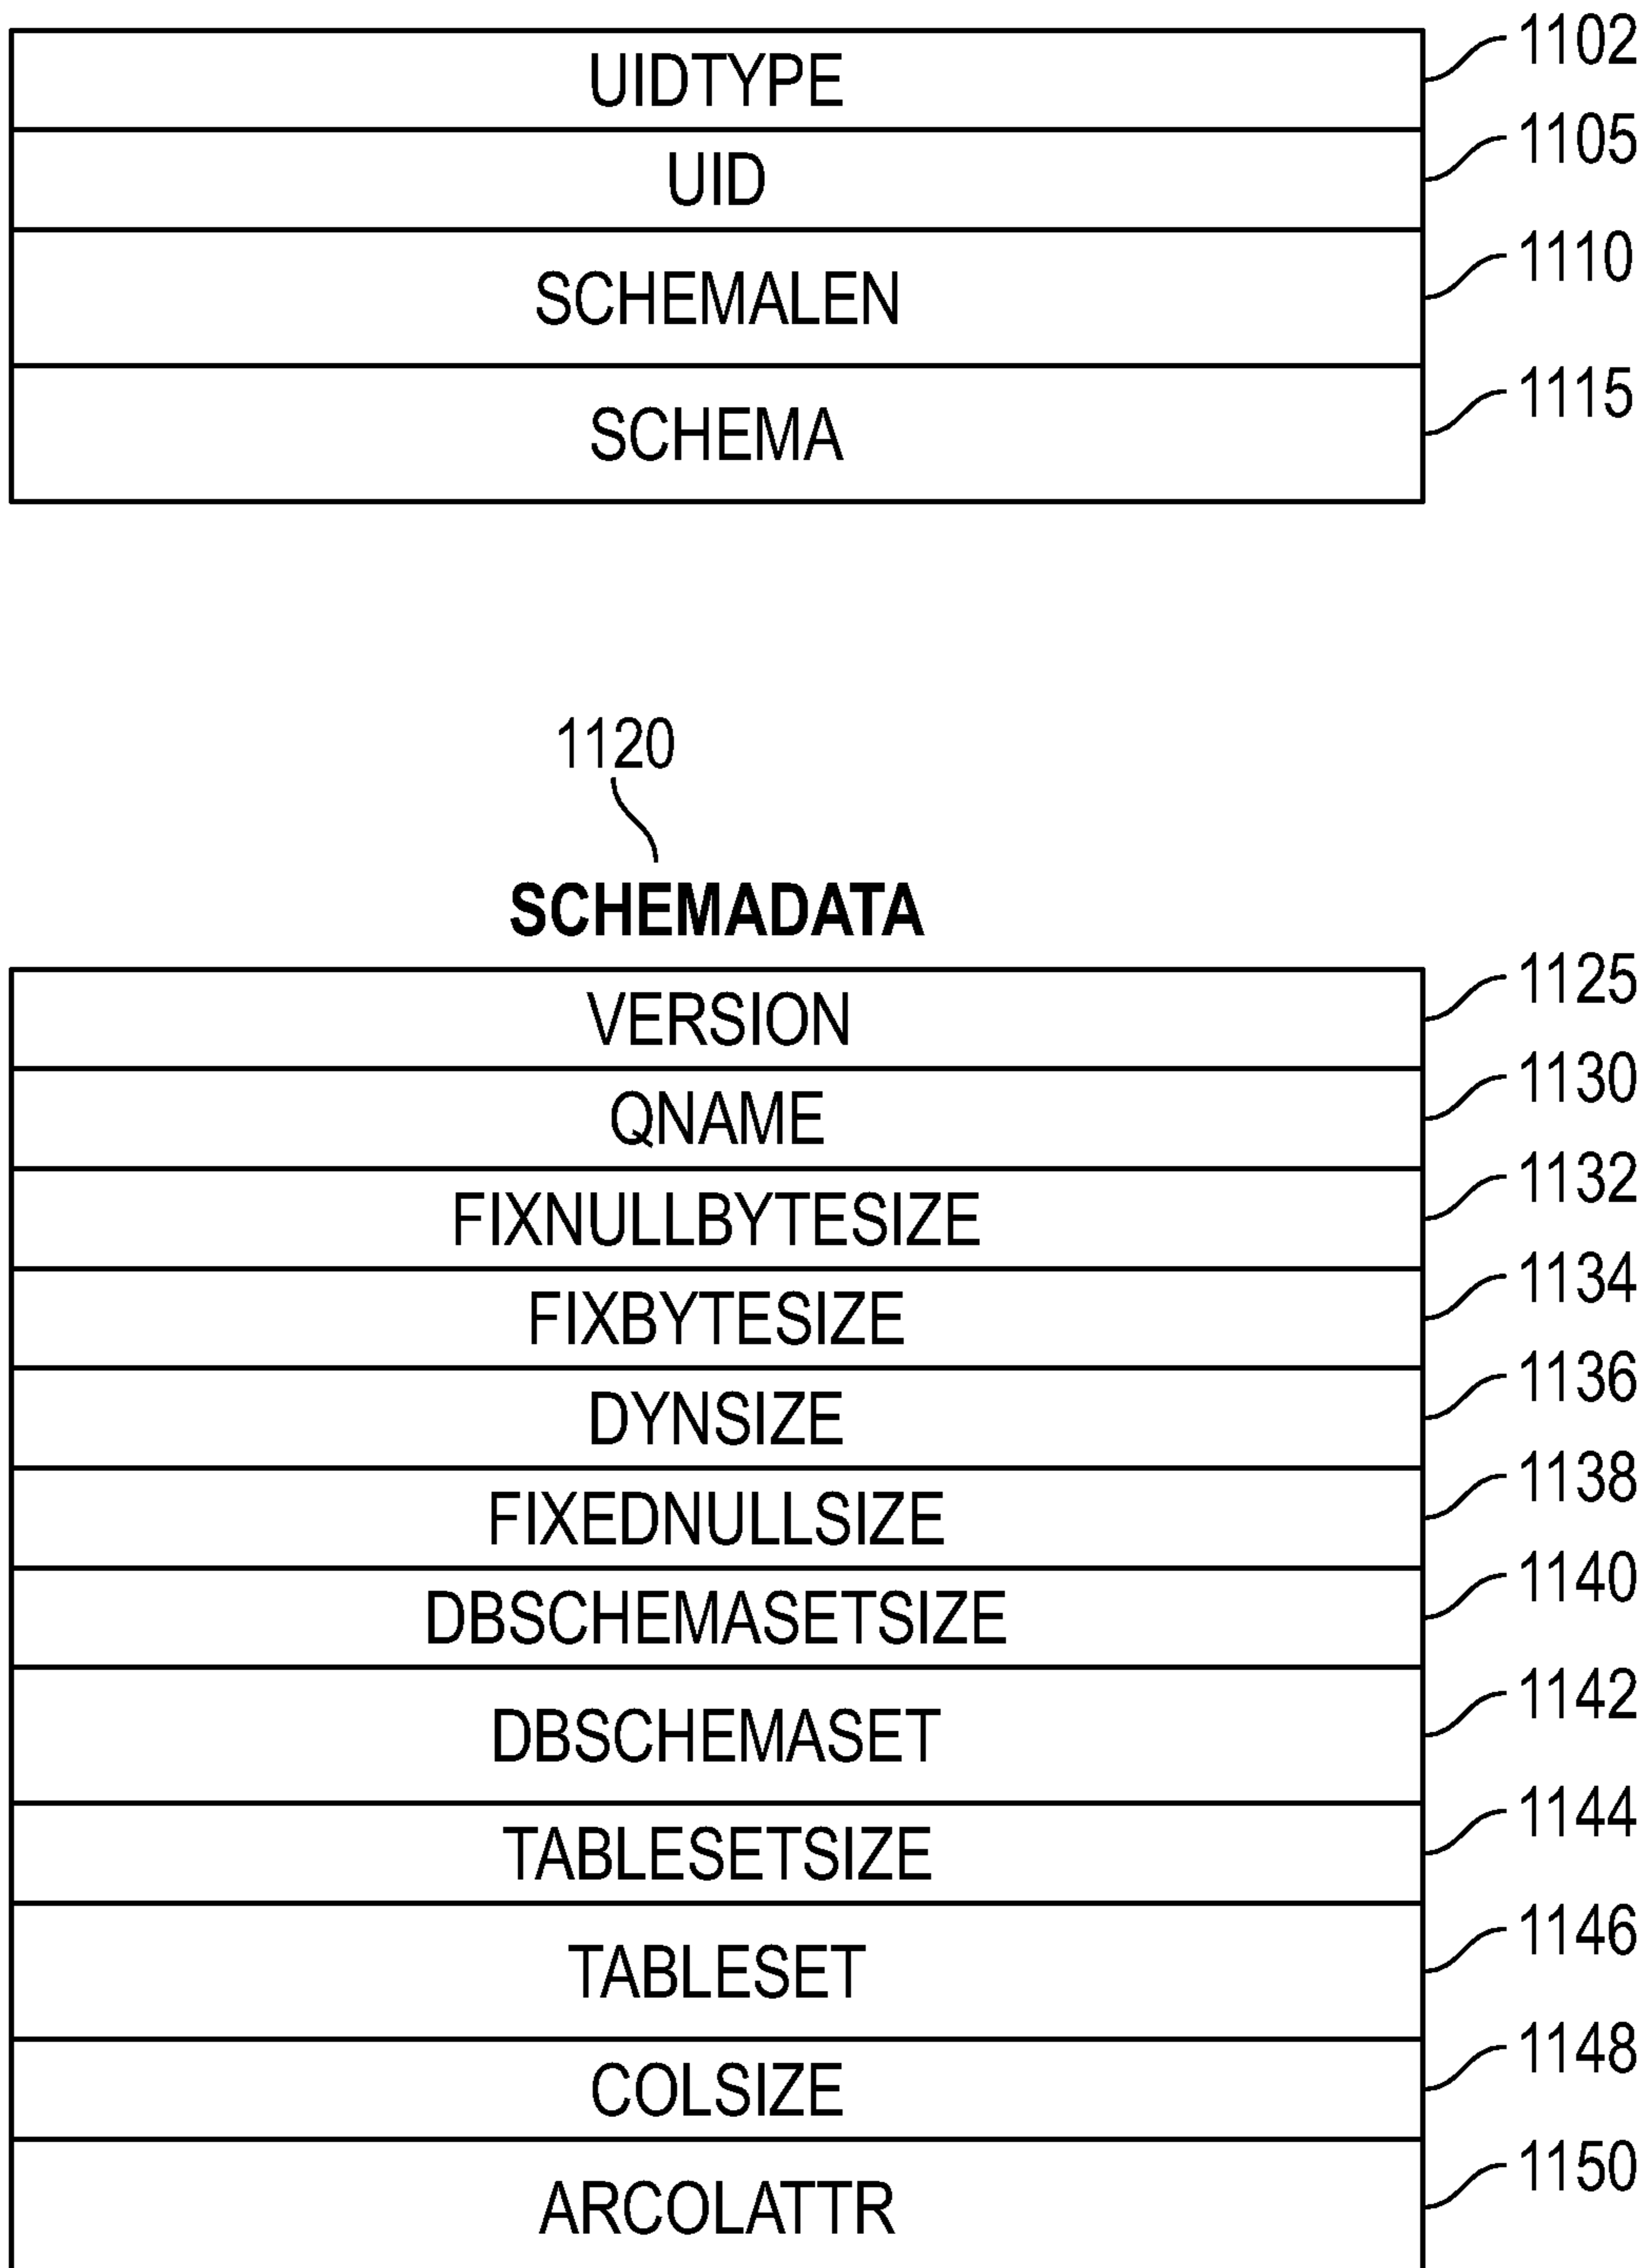 UIDTYPE 1102
UID 1105
SCHEMALEN 1110
SCHEMA 1115
1120
SCHEMADATA
VERSION 1125
QNAME 1130
FIXNULLBYTESIZE 1132
FIXBYTESIZE 1134
DYNSIZE 1136
FIXEDNULLSIZE 1138
DBSCHEMASETSIZE 1140
DBSCHEMASET 1142
TABLESETSIZE 1144
TABLESET 1146
COLSIZE 1148
ARCOLATTR 1150